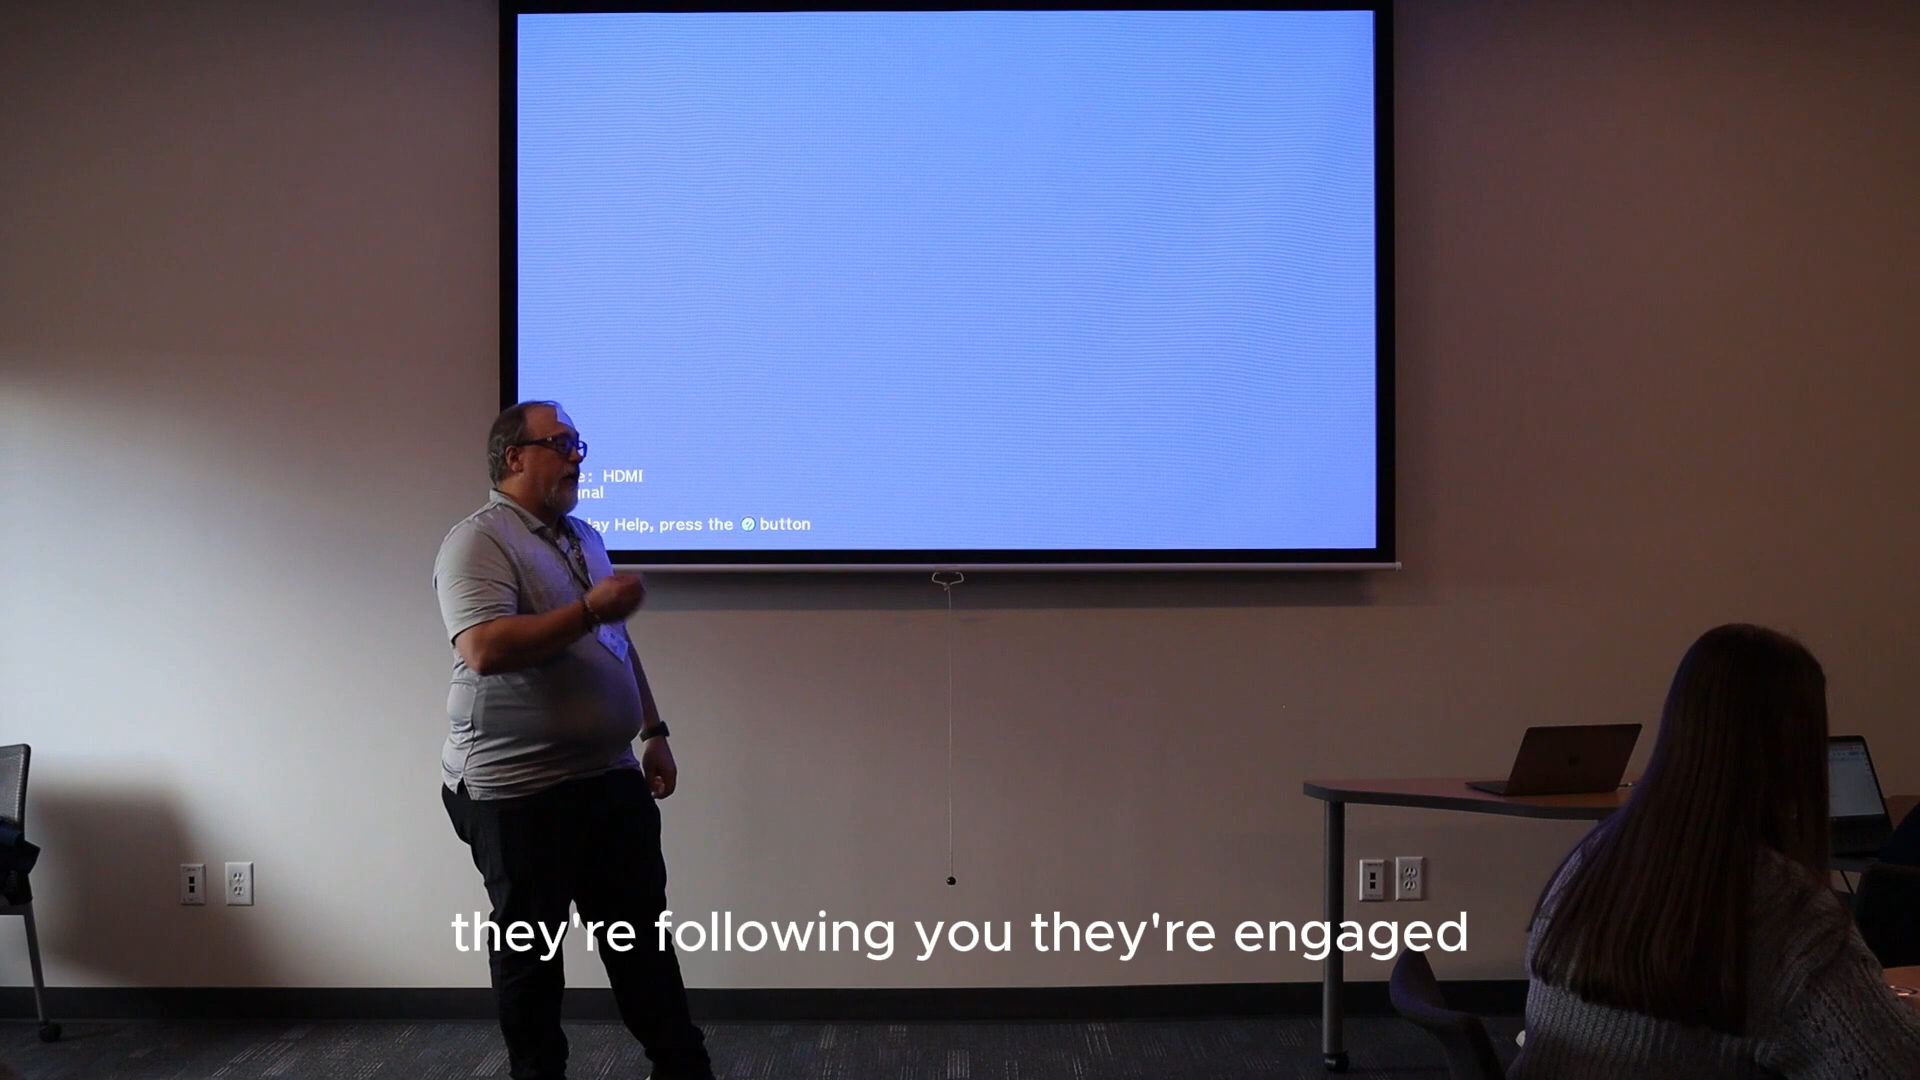 e: HDMI
nal
lay Help, press the button
they're following you they're engaged